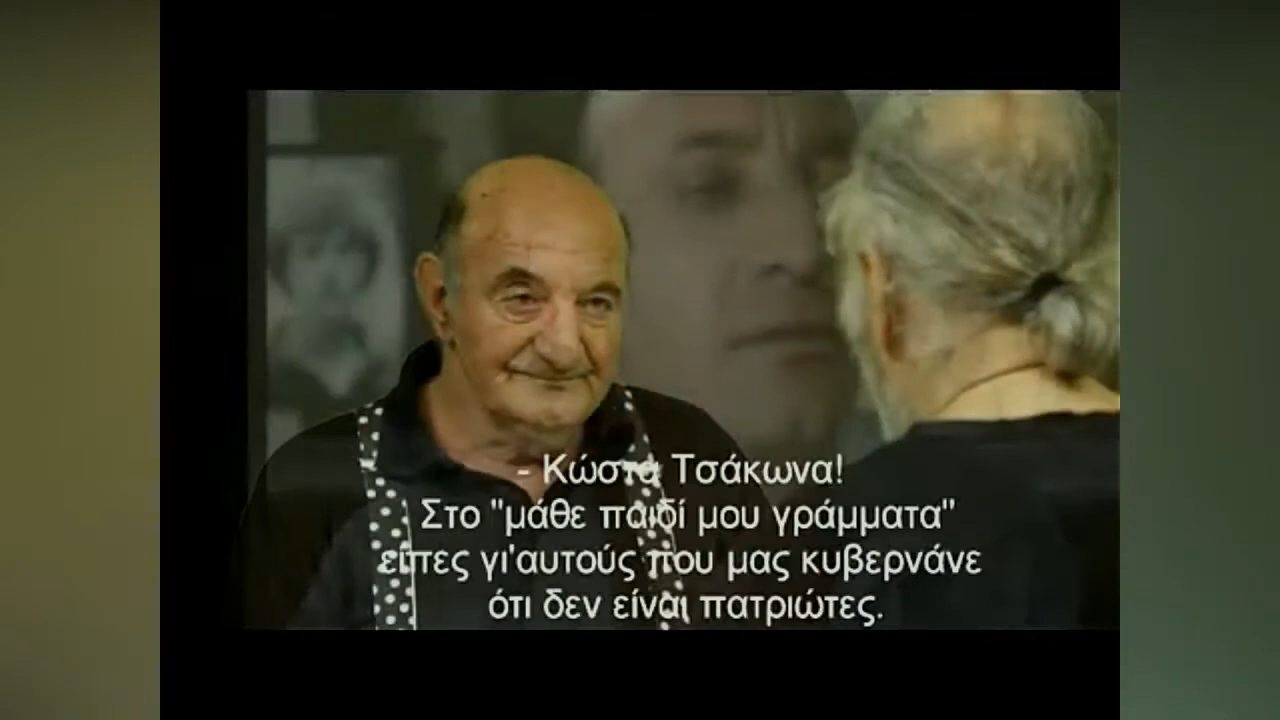 - Κώστα Τσάκωνα!
Στο "μάθε παιδί μου γράμματα"
είπες γι'αυτούς που μας κυβερνάνε
ότι δεν είναι πατριώτες.